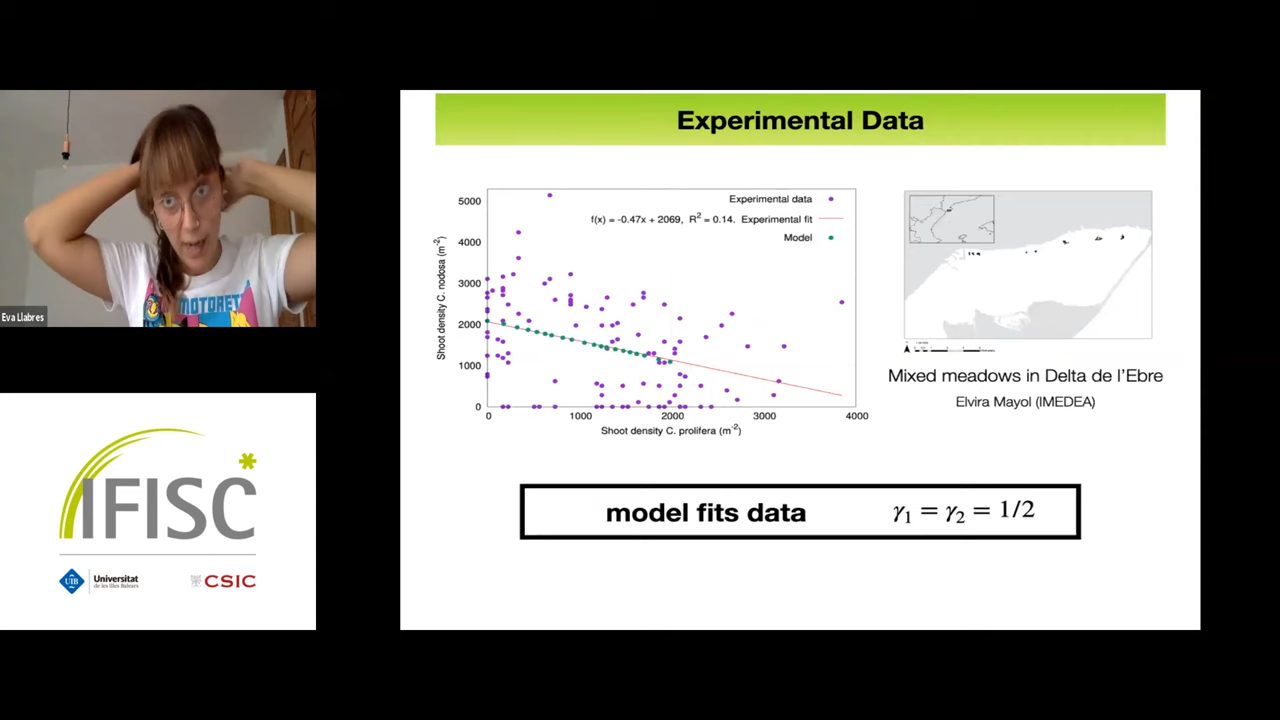 Experimental Data
5000
4000
3000
2000
1000
0
Shoot density C. nodosa (m-2)
Experimental data
f(x) = -0.47x + 2069, R2 = 0.14. Experimental fit
Model
0 1000 2000 3000 4000
Shoot density C. prolifera (m-2)
Mixed meadows in Delta de l'Ebre
Elvira Mayol (IMEDEA)
model fits data γ1 = γ2 = 1/2
MOTORET
Eva Llabres
IFISC
UIB Universitat
de les Illes Balears
CSIC